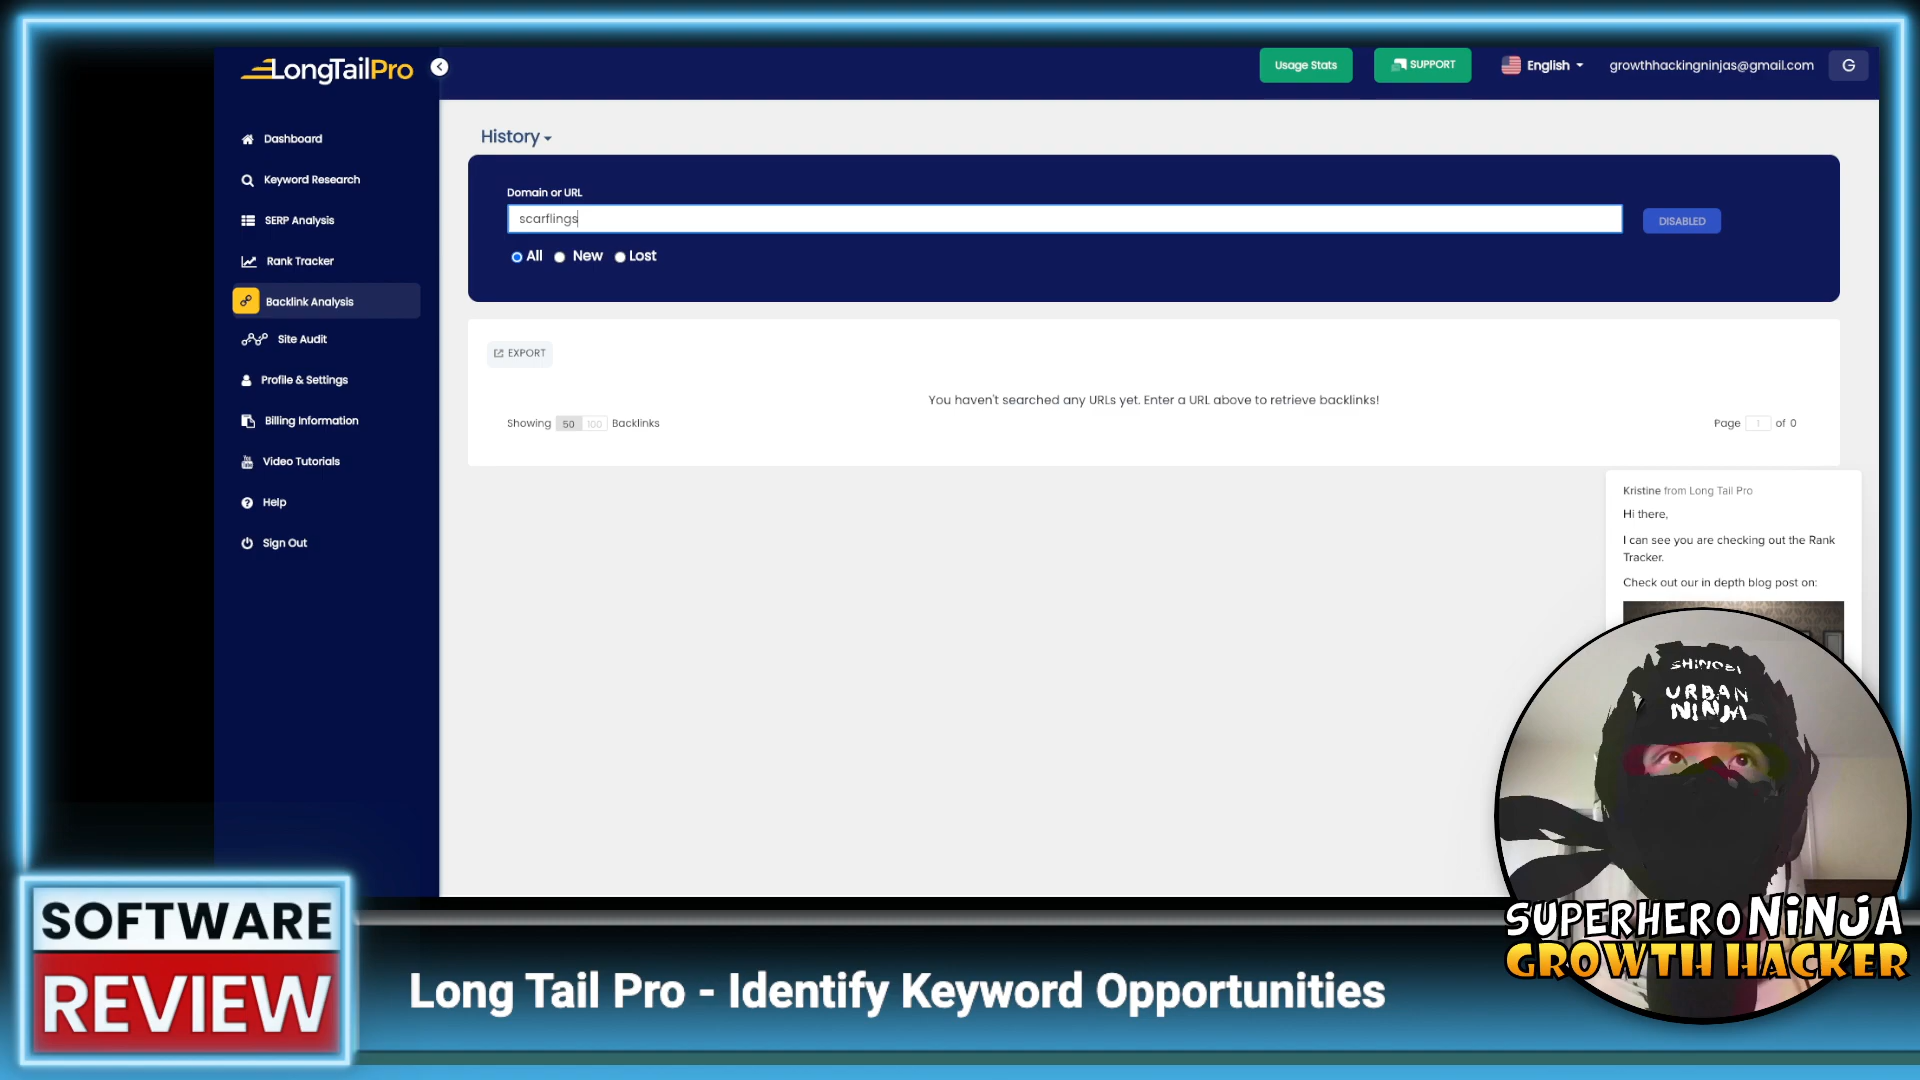 LongTailPro
Usage Stats
SUPPORT
English
growthhackingninjas@gmail.com
G
Dashboard
Keyword Research
SERP Analysis
Rank Tracker
Backlink Analysis
Site Audit
Profile & Settings
Billing Information
Video Tutorials
Help
Sign Out
History
Domain or URL
scarflings
DISABLED
All New Lost
EXPORT
You haven't searched any URLs yet. Enter a URL above to retrieve backlinks!
Showing 50 100 Backlinks
Page 1 of 0
Kristine from Long Tail Pro
Hi there,
I can see you are checking out the Rank
Tracker.
Check out our in depth blog post on:
SHINOBI
URBAN
NINJA
SUPERHERO NiNJA
GROWTH HACKER
SOFTWARE
REVIEW
Long Tail Pro - Identify Keyword Opportunities